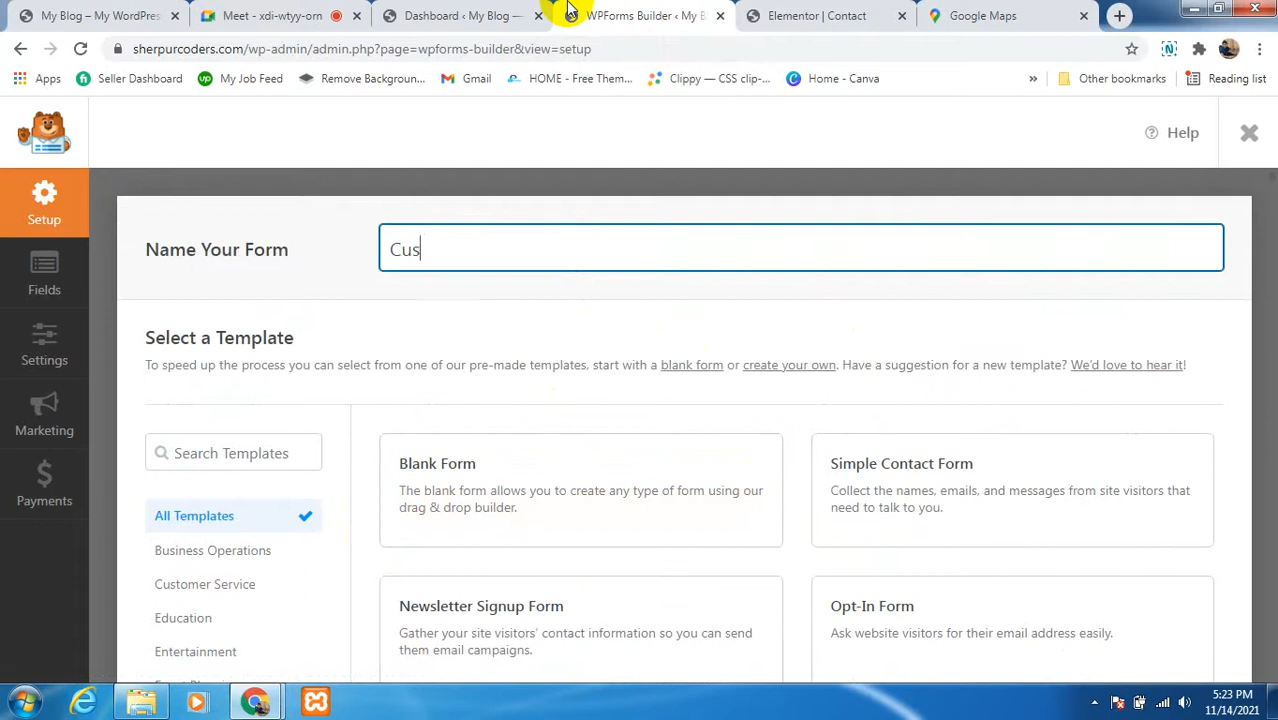 My Blog – My WordPres
Meet - xdi-wtyy-orn
Dashboard ‹ My Blog —
WPForms Builder ‹ My B
Elementor Contact
Google Maps
sherpurcoders.com/wp-admin/admin.php?page=wpforms-builder&view=setup
Apps
Seller Dashboard
My Job Feed
Remove Background...
Gmail
HOME - Free Them...
Clippy — CSS clip-...
Home - Canva
»
Other bookmarks
Reading list
Help
Setup
Fields
Settings
Marketing
Payments
Name Your Form
Cus
Select a Template
To speed up the process you can select from one of our pre-made templates, start with a blank form or create your own. Have a suggestion for a new template? We'd love to hear it!
Search Templates
All Templates
Business Operations
Customer Service
Education
Entertainment
Blank Form
The blank form allows you to create any type of form using our
drag & drop builder.
Simple Contact Form
Collect the names, emails, and messages from site visitors that
need to talk to you.
Newsletter Signup Form
Gather your site visitors' contact information so you can send
them email campaigns.
Opt-In Form
Ask website visitors for their email address easily.
5:23 PM
11/14/2021